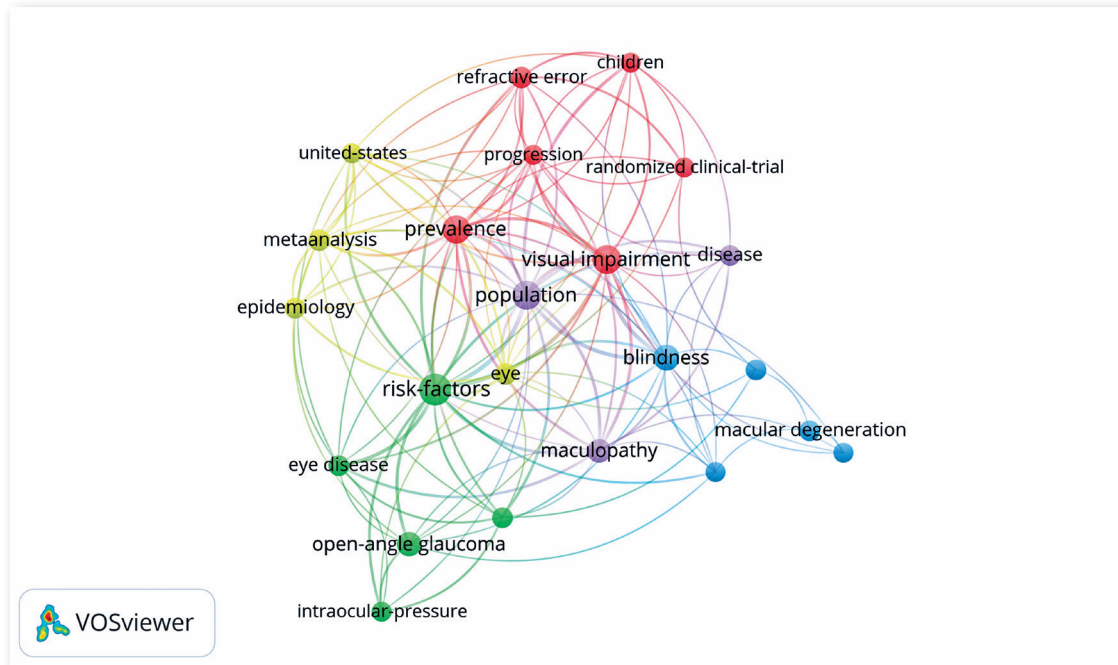 children
refractive error
united-states
progression
randomized clinical-trial
prevalence
metaanalysis
visual impairment
disease
population
epidemiology
blindness
eye
risk-factors
macular degeneration
maculopathy
eye disease
open-angle glaucoma
intraocular-pressure
VOSviewer